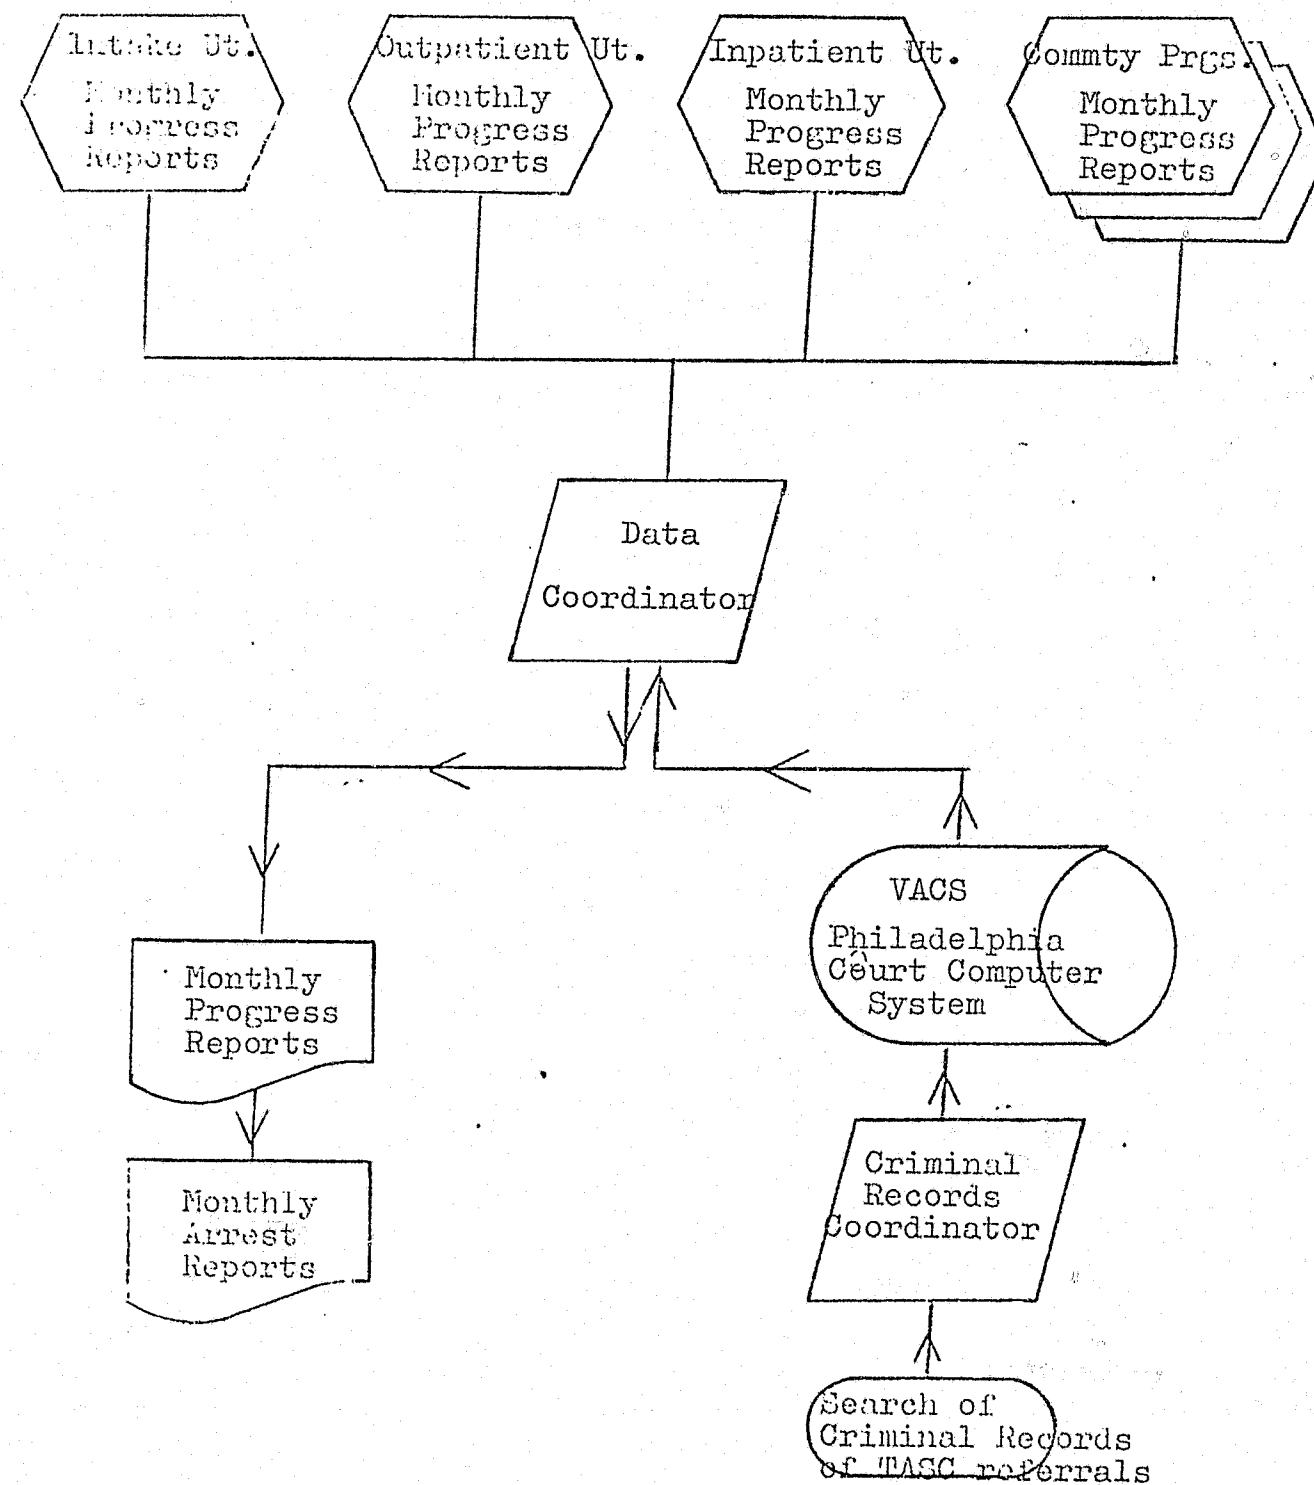 Intake Ut.
Monthly
Progress
Reports
Outpatient Ut.
Monthly
Progress
Reports
Inpatient Ut.
Monthly
Progress
Reports
Commty Prgs.
Monthly
Progress
Reports
Data
Coordinator
VACS
Philadelphia
Court Computer
System
Monthly
Progress
Reports
Criminal
Records
Coordinator
Monthly
Arrest
Reports
Search of
Criminal Records
of TASC referrals